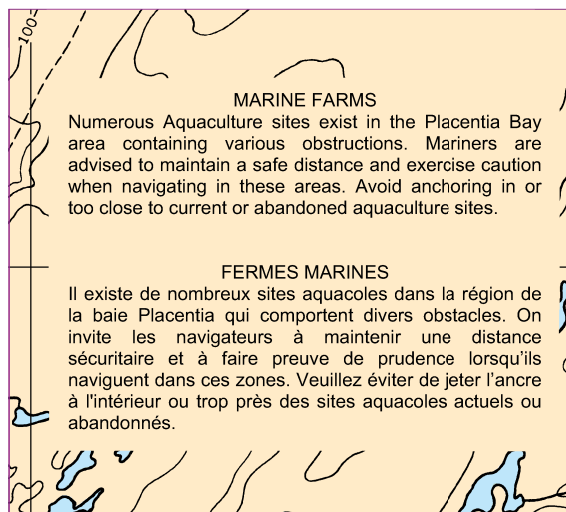 100
MARINE FARMS
Numerous Aquaculture sites exist in the Placentia Bay
area containing various obstructions. Mariners are
advised to maintain a safe distance and exercise caution
when navigating in these areas. Avoid anchoring in or
too close to current or abandoned aquaculture sites.
FERMES MARINES
Il existe de nombreux sites aquacoles dans la région de
la baie Placentia qui comportent divers obstacles. On
invite les navigateurs à maintenir une distance
sécuritaire et à faire preuve de prudence lorsqu’ils
naviguent dans ces zones. Veuillez éviter de jeter l’ancre
à l'intérieur ou trop près des sites aquacoles actuels ou
abandonnés.